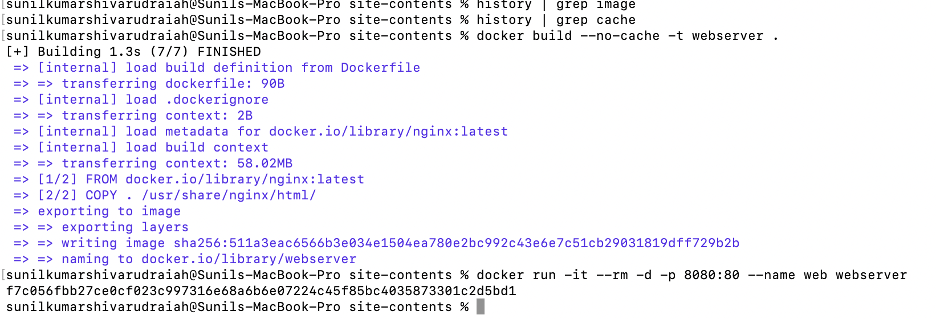 [sunilkumarshivarudraiah@Sunils-MacBook-Pro site-contents % history | grep image
[sunilkumarshivarudraiah@Sunils-MacBook-Pro site-contents % history | grep cache
[sunilkumarshivarudraiah@Sunils-MacBook-Pro site-contents % docker build --no-cache -t webserver .
[+] Building 1.3s (7/7) FINISHED
=> [internal] load build definition from Dockerfile
=> => transferring dockerfile: 90B
=> [internal] load .dockerignore
=> => transferring context: 2B
=> [internal] load metadata for docker.io/library/nginx:latest
=> [internal] load build context
=> => transferring context: 58.02MB
=> [1/2] FROM docker.io/library/nginx:latest
=> [2/2] COPY . /usr/share/nginx/html/
=> exporting to image
=> => exporting layers
=> => writing image sha256:511a3eac6566b3e034e1504ea780e2bc992c43e6e7c51cb29031819dff729b2b
=> => naming to docker.io/library/webserver
[sunilkumarshivarudraiah@Sunils-MacBook-Pro site-contents % docker run -it --rm -d -p 8080:80 --name web webserver
f7c056fbb27ce0cf023c997316e68a6b6e07224c45f85bc4035873301c2d5bd1
sunilkumarshivarudraiah@Sunils-MacBook-Pro site-contents %